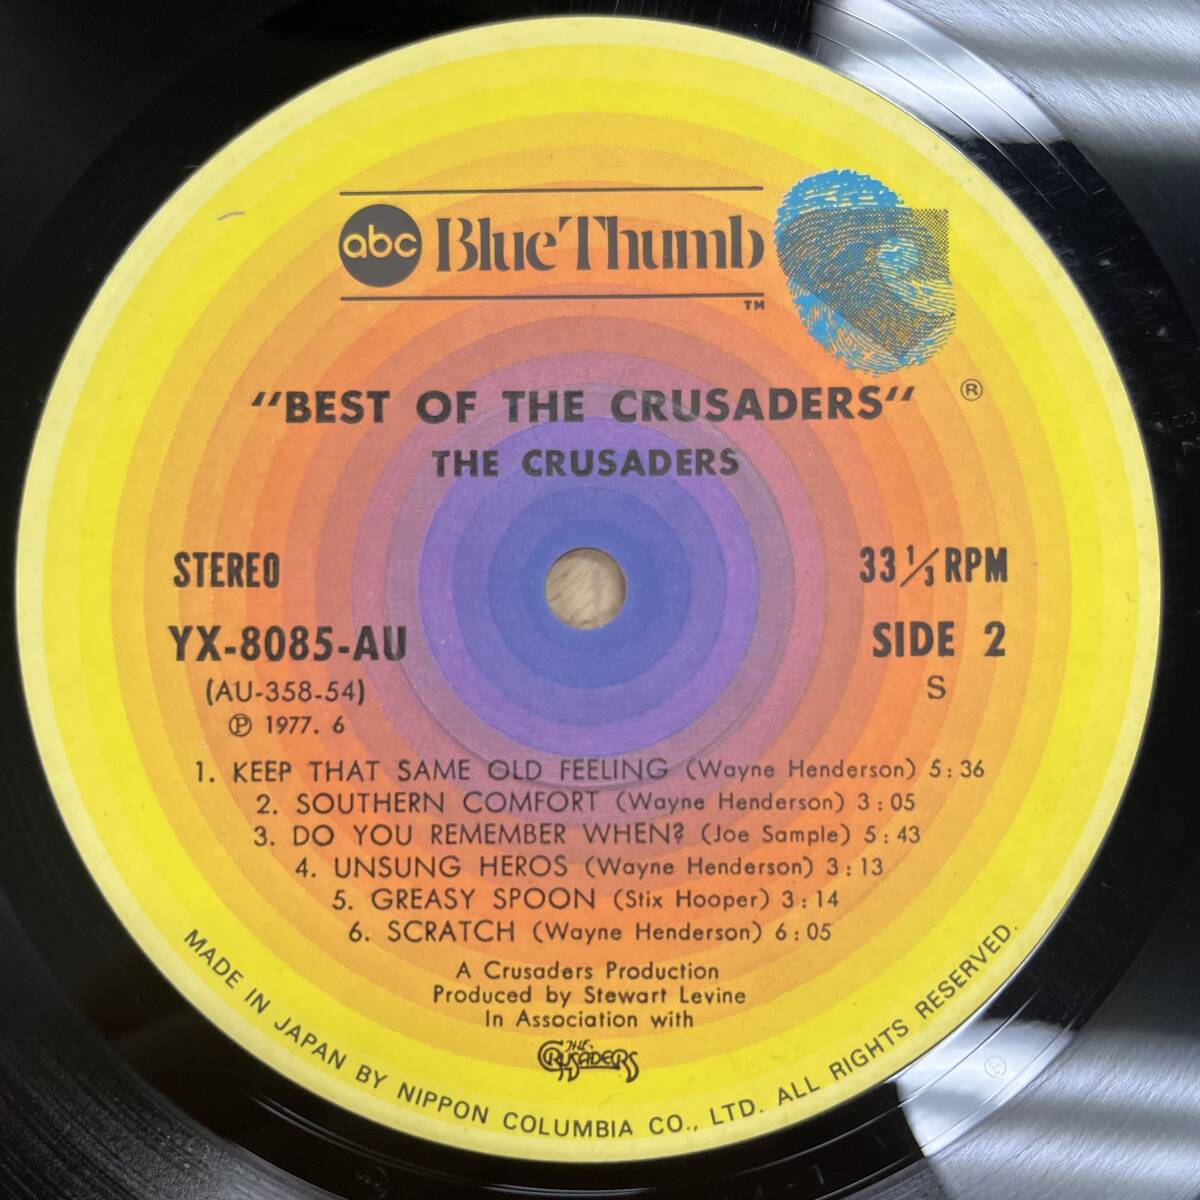 abc Blue Thumb
TM
"BEST OF THE CRUSADERS" ®
THE CRUSADERS
STEREO
33 1/3 RPM
YX-8085-AU
SIDE 2
(AU-358-54)
S
Ⓟ 1977. 6
1. KEEP THAT SAME OLD FEELING (Wayne Henderson) 5:36
2. SOUTHERN COMFORT (Wayne Henderson) 3:05
3. DO YOU REMEMBER WHEN? (Joe Sample) 5:43
4. UNSUNG HEROS (Wayne Henderson) 3:13
5. GREASY SPOON (Stix Hooper) 3:14
6. SCRATCH (Wayne Henderson) 6:05
A Crusaders Production
Produced by Stewart Levine
In Association with
THE CRUSADERS
MADE IN JAPAN BY NIPPON COLUMBIA CO., LTD. ALL RIGHTS RESERVED.